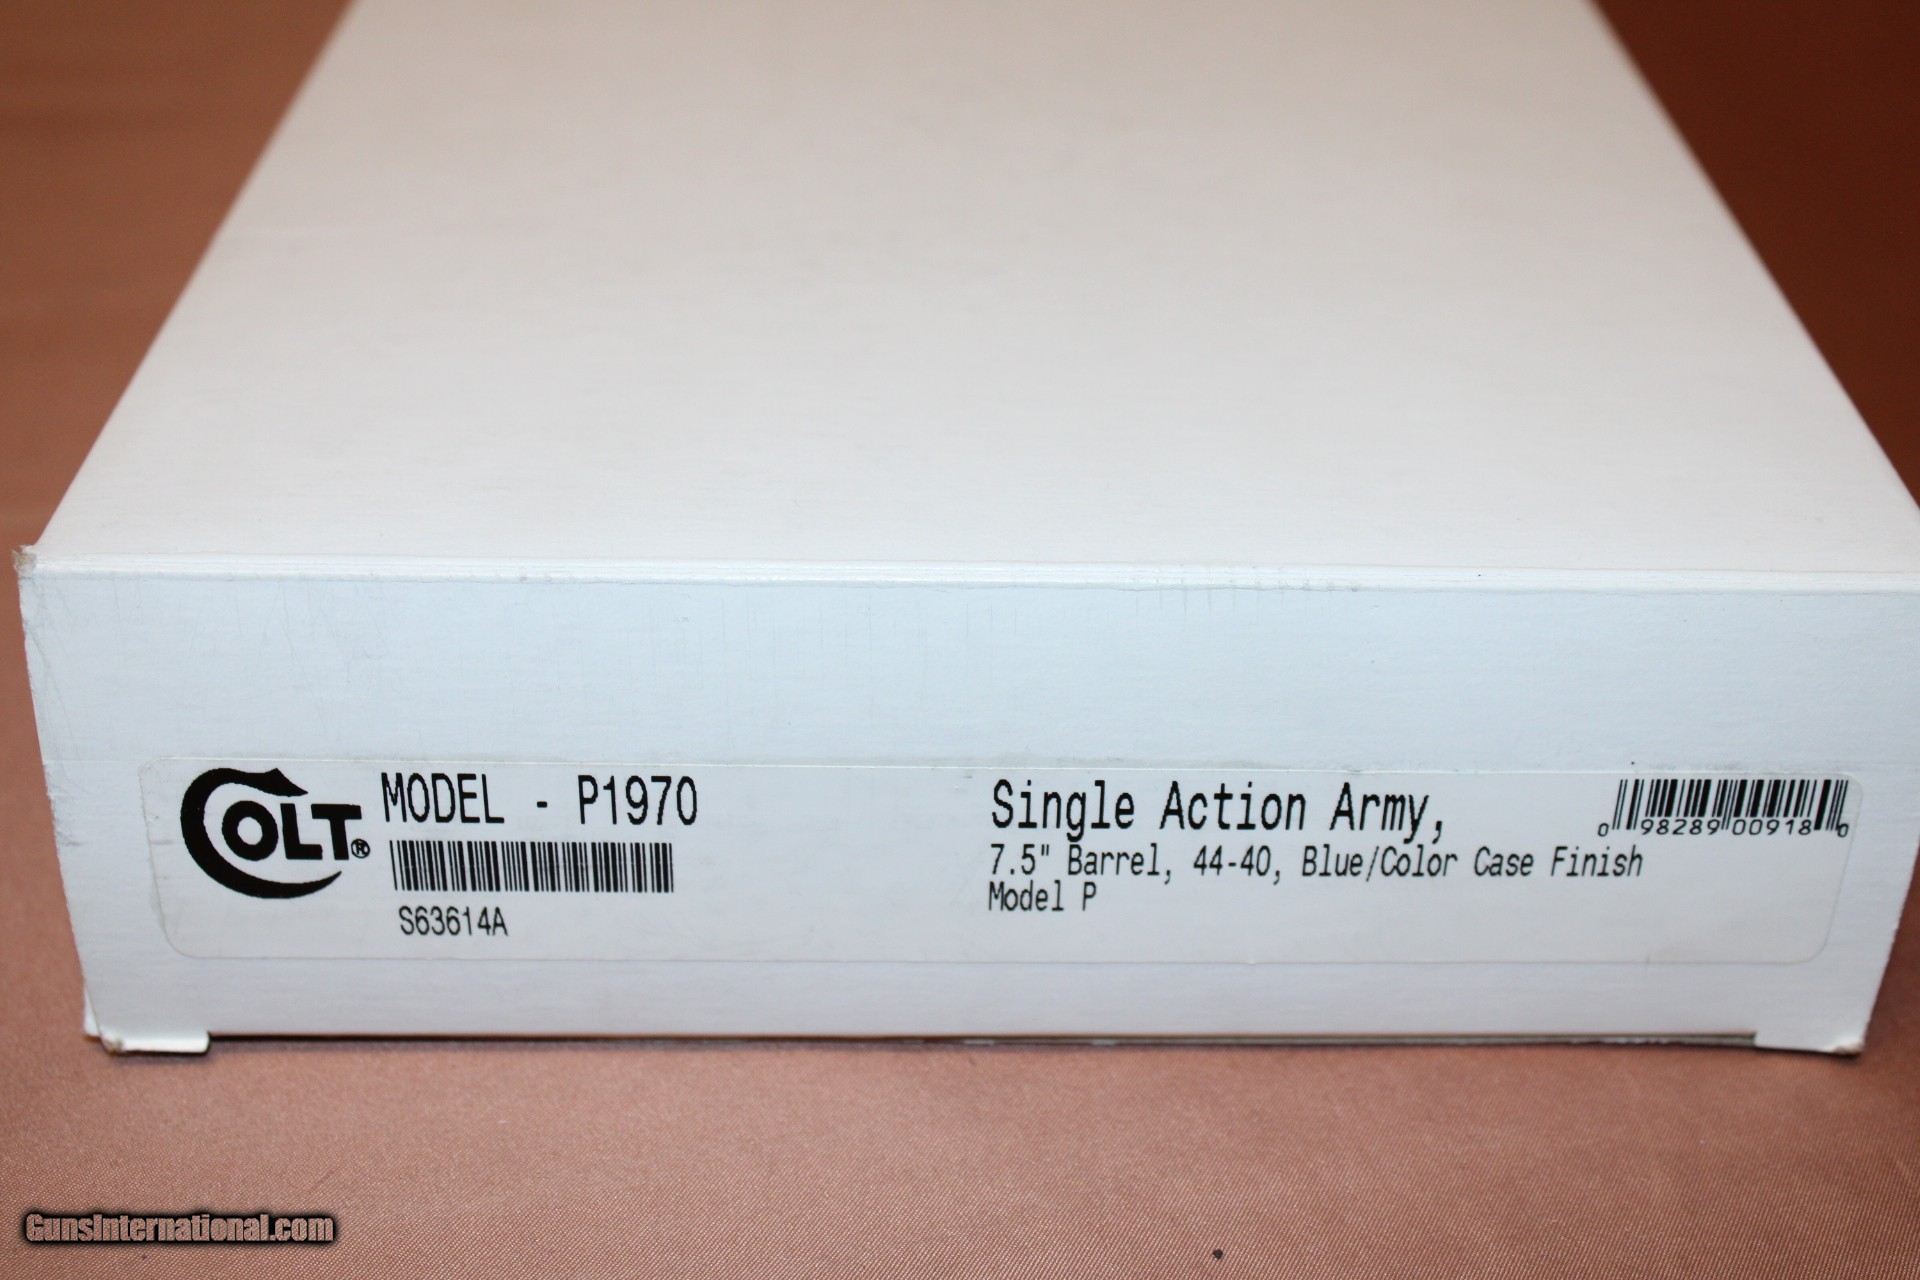 COLT®
MODEL - P1970
S63614A
Single Action Army,
7.5" Barrel, 44-40, Blue/Color Case Finish
Model P
0 98289 00918 0
GunsInternational.com